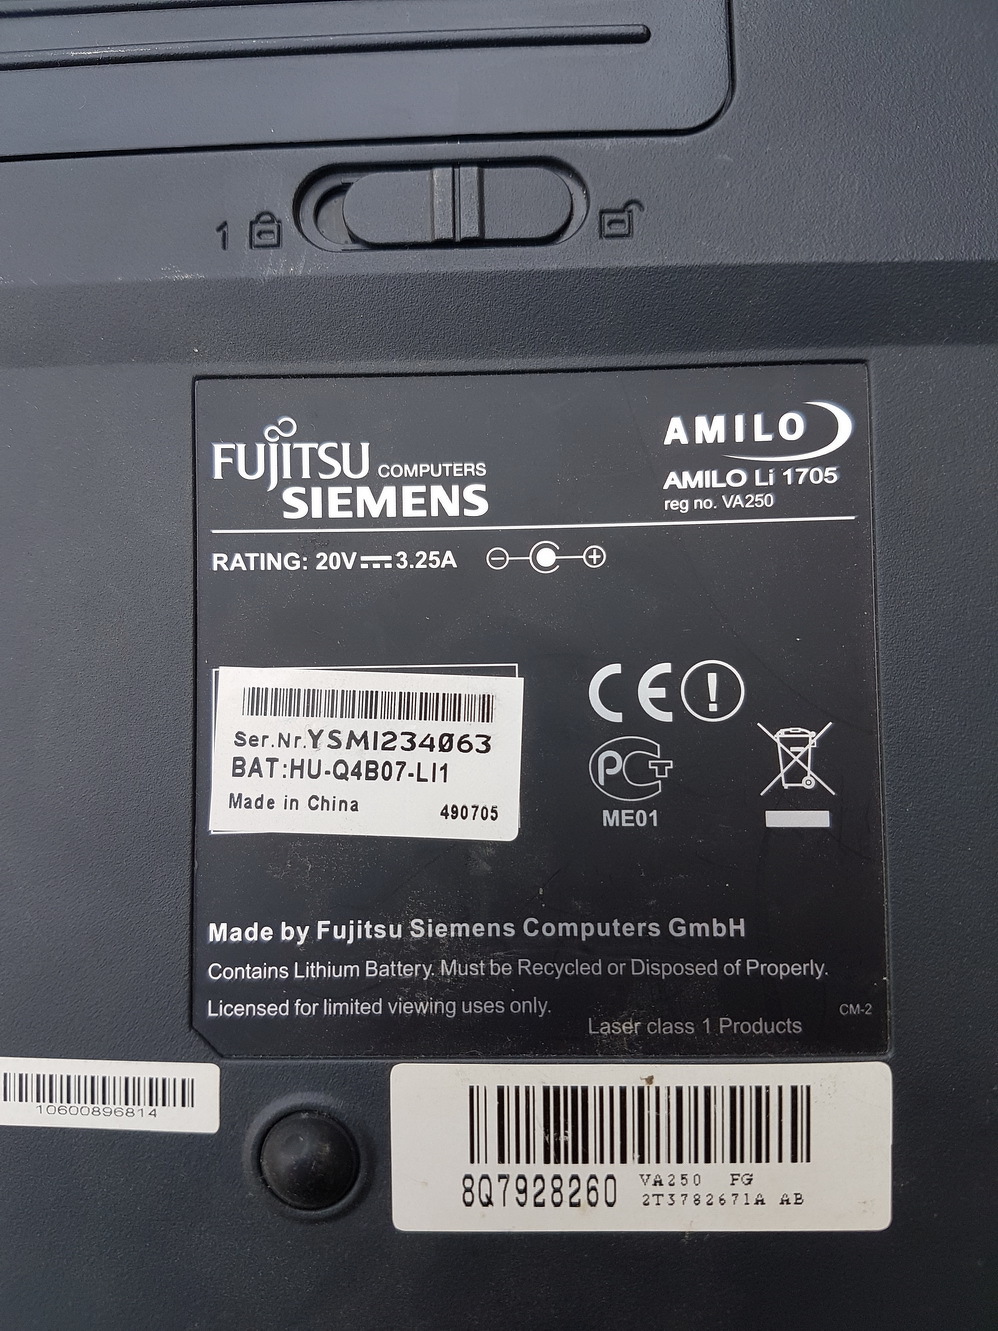 1
FUJITSU COMPUTERS
SIEMENS
AMILO
AMILO Li 1705
reg no. VA250
RATING: 20V⎓3.25A
Ser.Nr.YSMI234063
BAT:HU-Q4B07-LI1
Made in China
490705
CE
PCT
ME01
Made by Fujitsu Siemens Computers GmbH
Contains Lithium Battery. Must be Recycled or Disposed of Properly.
Licensed for limited viewing uses only.
CM-2
Laser class 1 Products
10600896814
8Q7928260
VA250 FG
2T3782671A AB